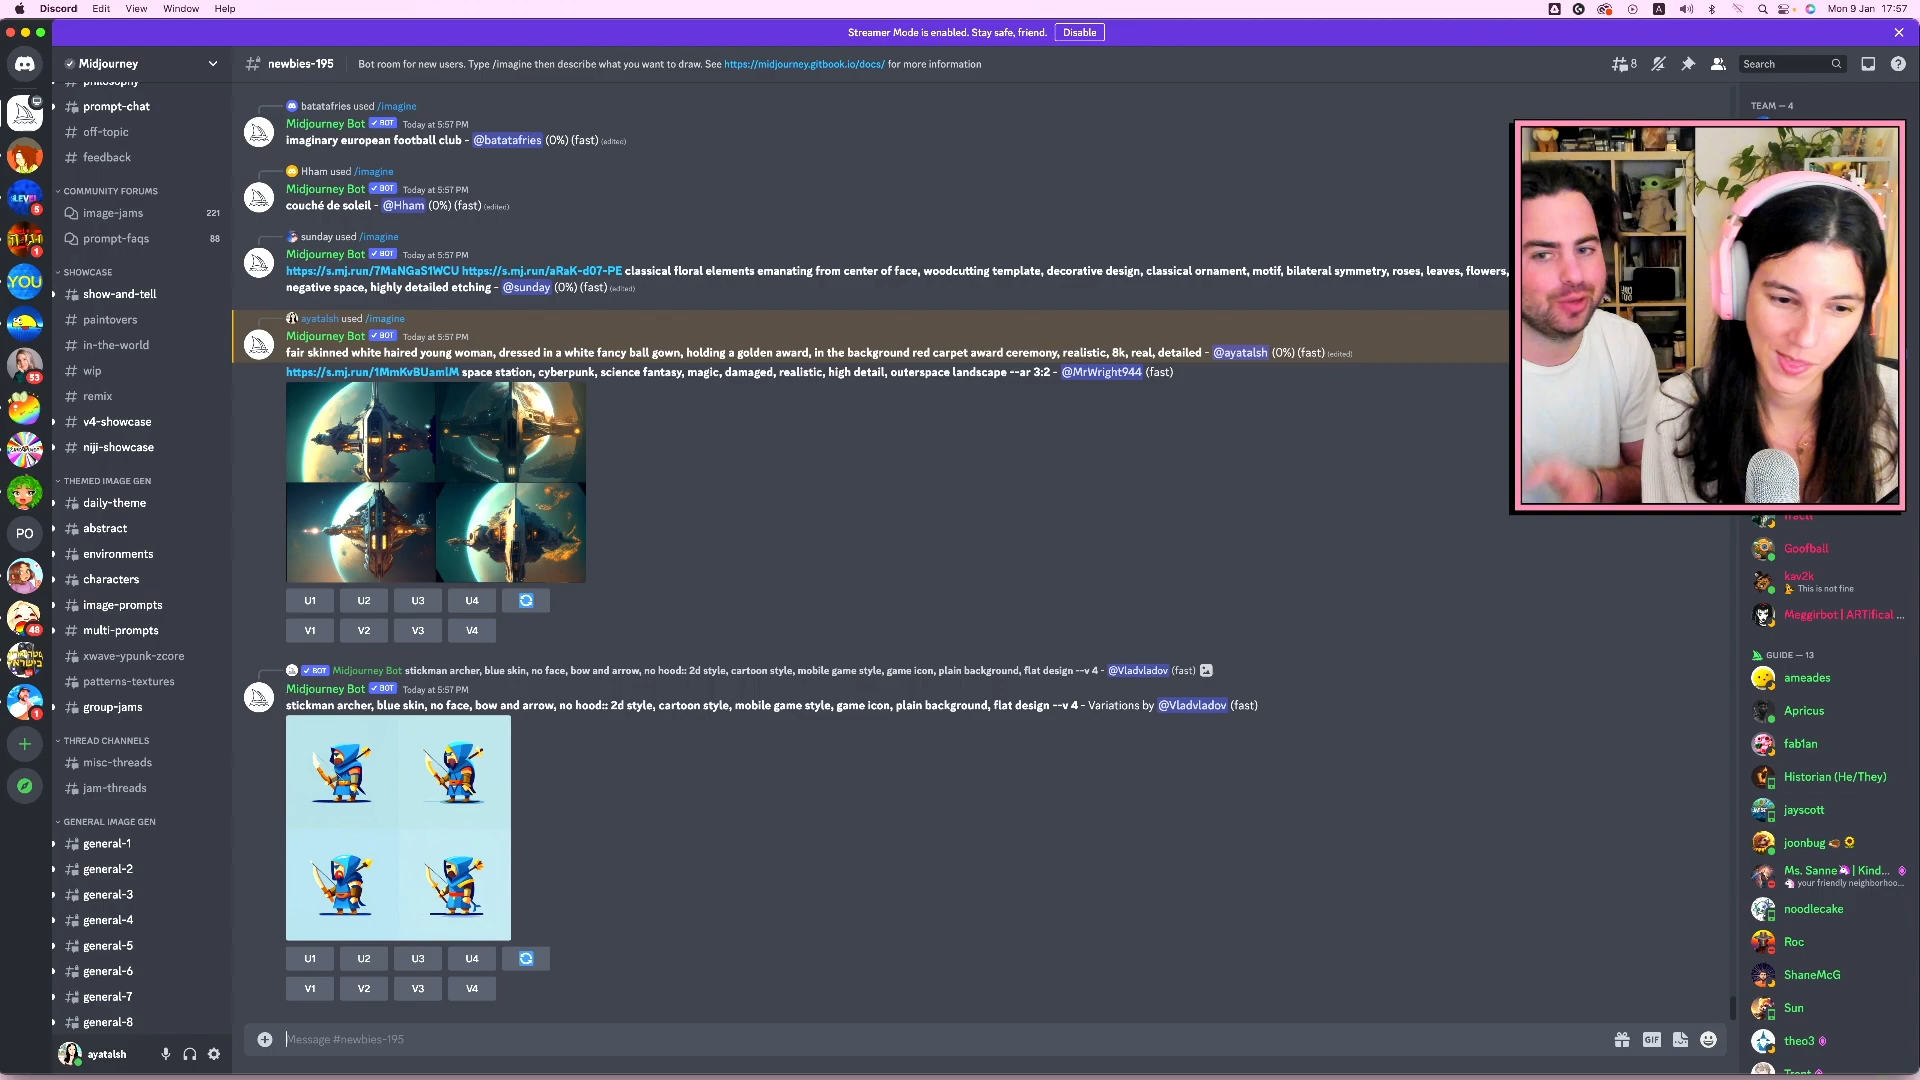 Discord Edit View Window Help
Mon 9 Jan 17:57
Streamer Mode is enabled. Stay safe, friend. Disable
Midjourney
philosophy
prompt-chat
off-topic
feedback
COMMUNITY FORUMS
image-jams 221
prompt-faqs 88
SHOWCASE
show-and-tell
paintovers
in-the-world
wip
remix
v4-showcase
niji-showcase
THEMED IMAGE GEN
daily-theme
abstract
environments
characters
image-prompts
multi-prompts
xwave-ypunk-zcore
patterns-textures
group-jams
THREAD CHANNELS
misc-threads
jam-threads
GENERAL IMAGE GEN
general-1
general-2
general-3
general-4
general-5
general-6
general-7
general-8
ayatalsh
5
1
YOU
53
PO
48
1
newbies-195 Bot room for new users. Type /imagine then describe what you want to draw. See https://midjourney.gitbook.io/docs/ for more information
8
Search
batatafries used /imagine
Midjourney Bot BOT Today at 5:57 PM
imaginary european football club - @batatafries (0%) (fast) (edited)
Hham used /imagine
Midjourney Bot BOT Today at 5:57 PM
couché de soleil - @Hham (0%) (fast) (edited)
sunday used /imagine
Midjourney Bot BOT Today at 5:57 PM
https://s.mj.run/7MaNGaS1WCU https://s.mj.run/aRaK-d07-PE classical floral elements emanating from center of face, woodcutting template, decorative design, classical ornament, motif, bilateral symmetry, roses, leaves, flowers,
negative space, highly detailed etching - @sunday (0%) (fast) (edited)
ayatalsh used /imagine
Midjourney Bot BOT Today at 5:57 PM
fair skinned white haired young woman, dressed in a white fancy ball gown, holding a golden award, in the background red carpet award ceremony, realistic, 8k, real, detailed - @ayatalsh (0%) (fast) (edited)
https://s.mj.run/1MmKvBUamlM space station, cyberpunk, science fantasy, magic, damaged, realistic, high detail, outerspace landscape --ar 3:2 - @MrWright944 (fast)
U1 U2 U3 U4
V1 V2 V3 V4
BOT Midjourney Bot stickman archer, blue skin, no face, bow and arrow, no hood:: 2d style, cartoon style, mobile game style, game icon, plain background, flat design --v 4 - @Vladvladov (fast)
Midjourney Bot BOT Today at 5:57 PM
stickman archer, blue skin, no face, bow and arrow, no hood:: 2d style, cartoon style, mobile game style, game icon, plain background, flat design --v 4 - Variations by @Vladvladov (fast)
U1 U2 U3 U4
V1 V2 V3 V4
Message #newbies-195
GIF
TEAM — 4
Goofball
kav2k
This is not fine
Meggirbot | ARTifical ...
GUIDE — 13
ameades
Apricus
fab1an
Historian (He/They)
jayscott
joonbug
Ms. Sanne | Kind...
your friendly neighborhoo...
noodlecake
Roc
ShaneMcG
Sun
theo3
Trent